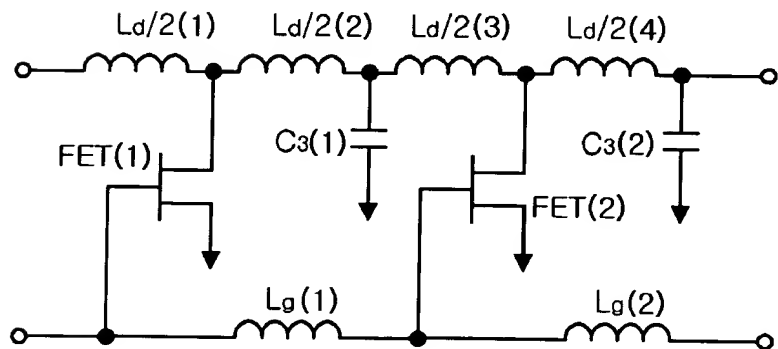 Ld/2(1) Ld/2(2) Ld/2(3) Ld/2(4)
FET(1)
C3(1)
C3(2)
FET(2)
Lg(1)
Lg(2)